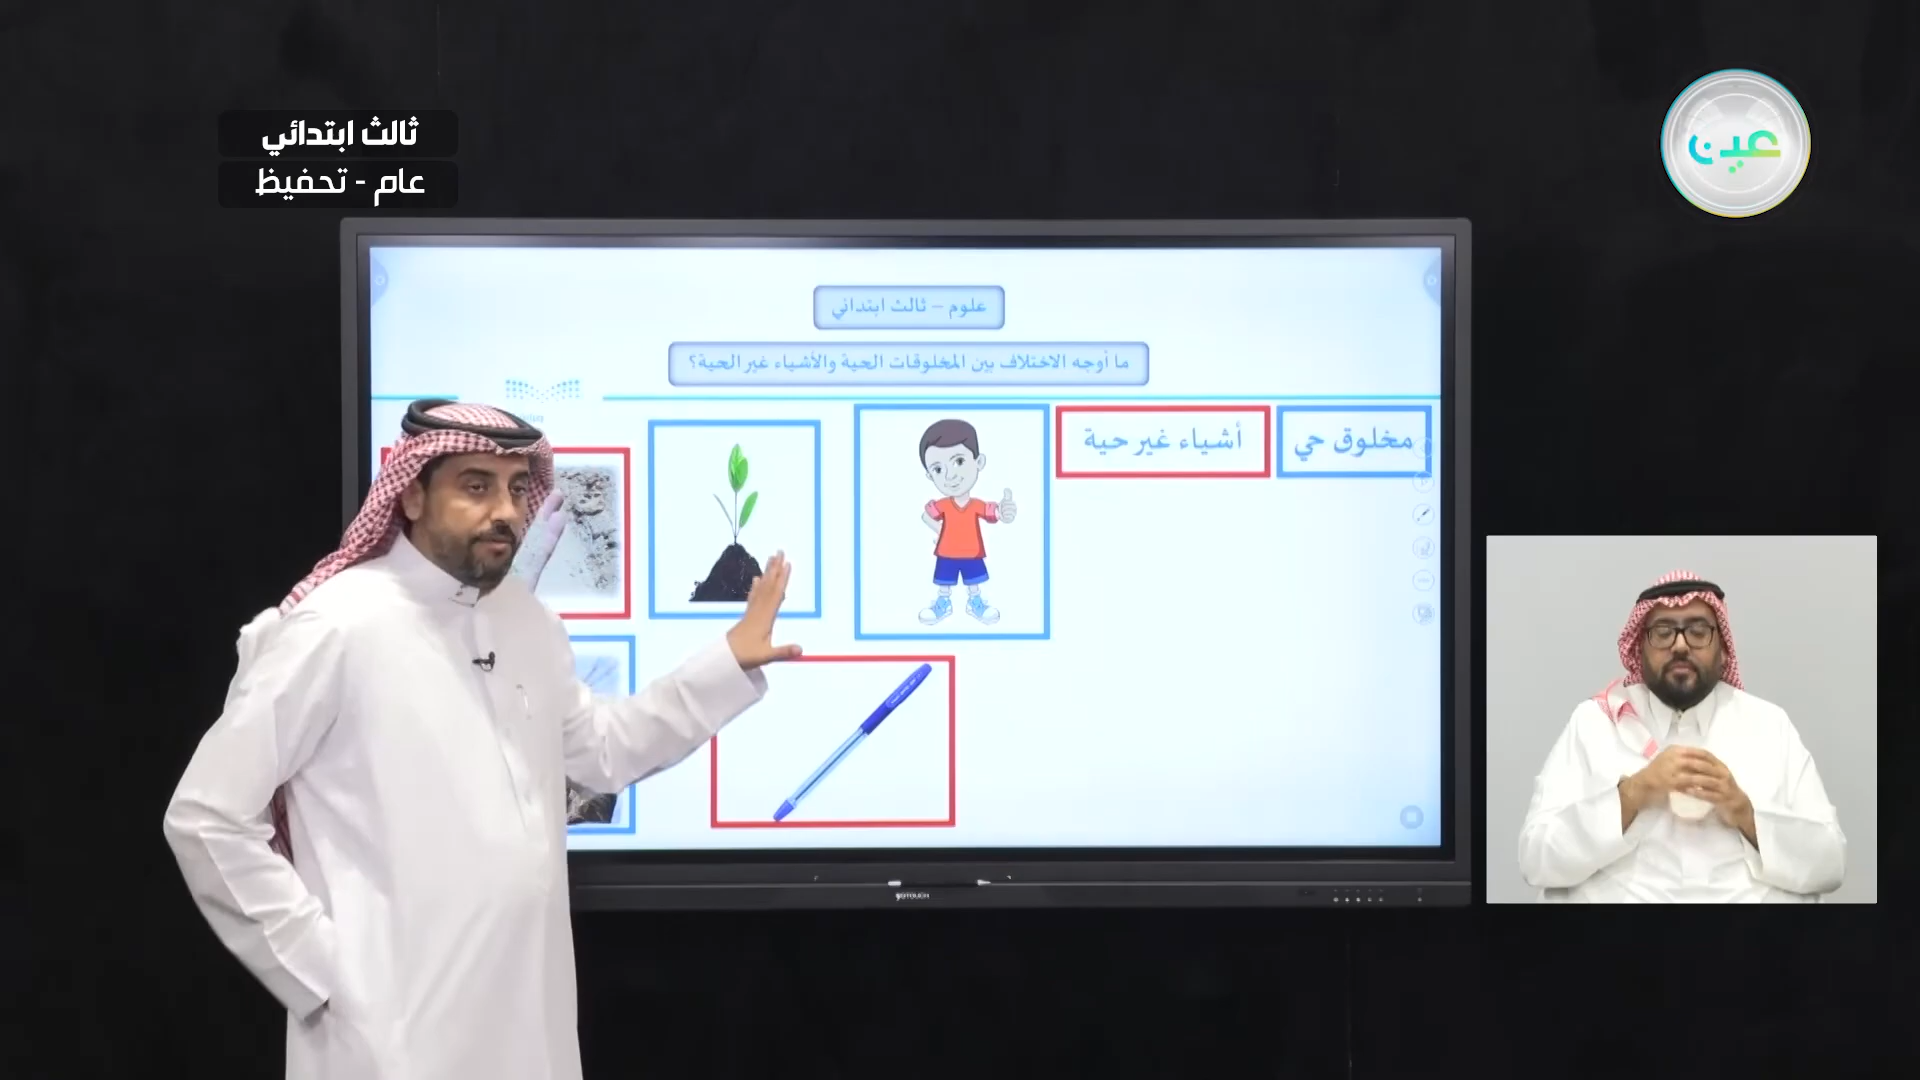 ثالث ابتدائي
عام - تحفيظ
عين
علوم – ثالث ابتدائي
ما أوجه الاختلاف بين المخلوقات الحية والأشياء غير الحية؟
مخلوق حي
أشياء غير حية